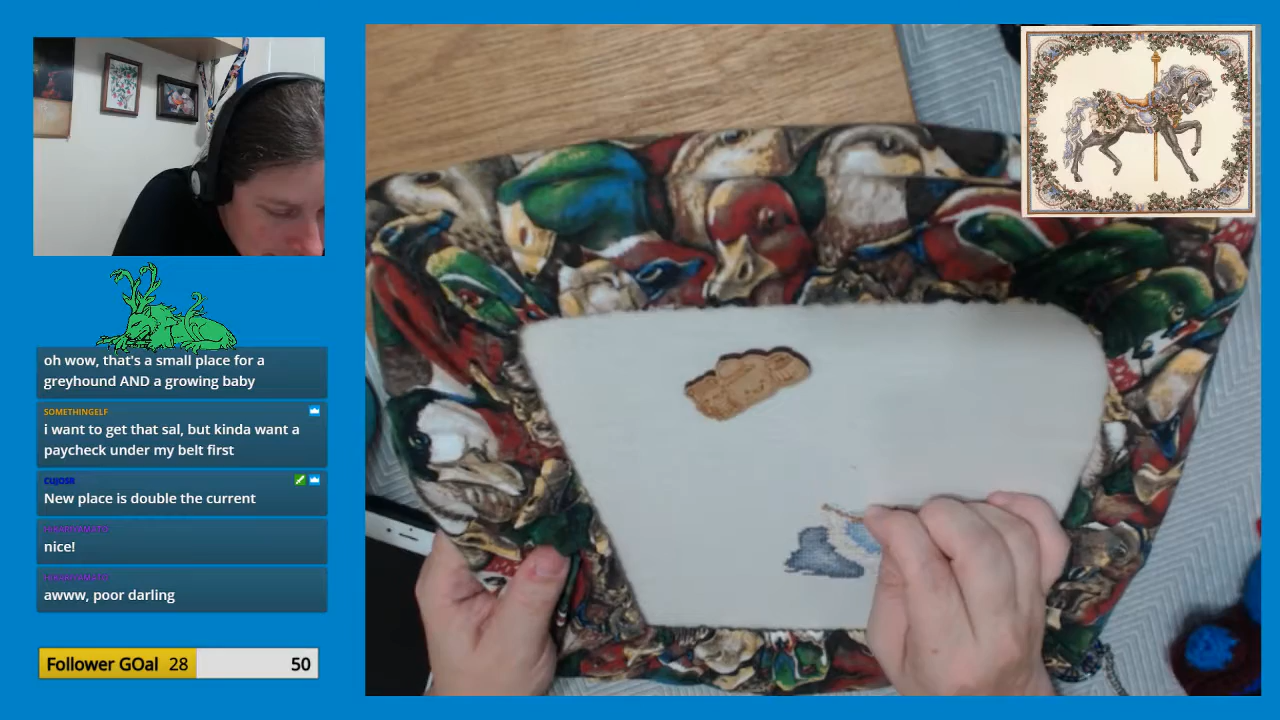 oh wow, that's a small place for a
greyhound AND a growing baby
SOMETHINGELF
i want to get that sal, but kinda want a
paycheck under my belt first
CUJO58
New place is double the current
nice!
awww, poor darling
Follower GOal 28 50